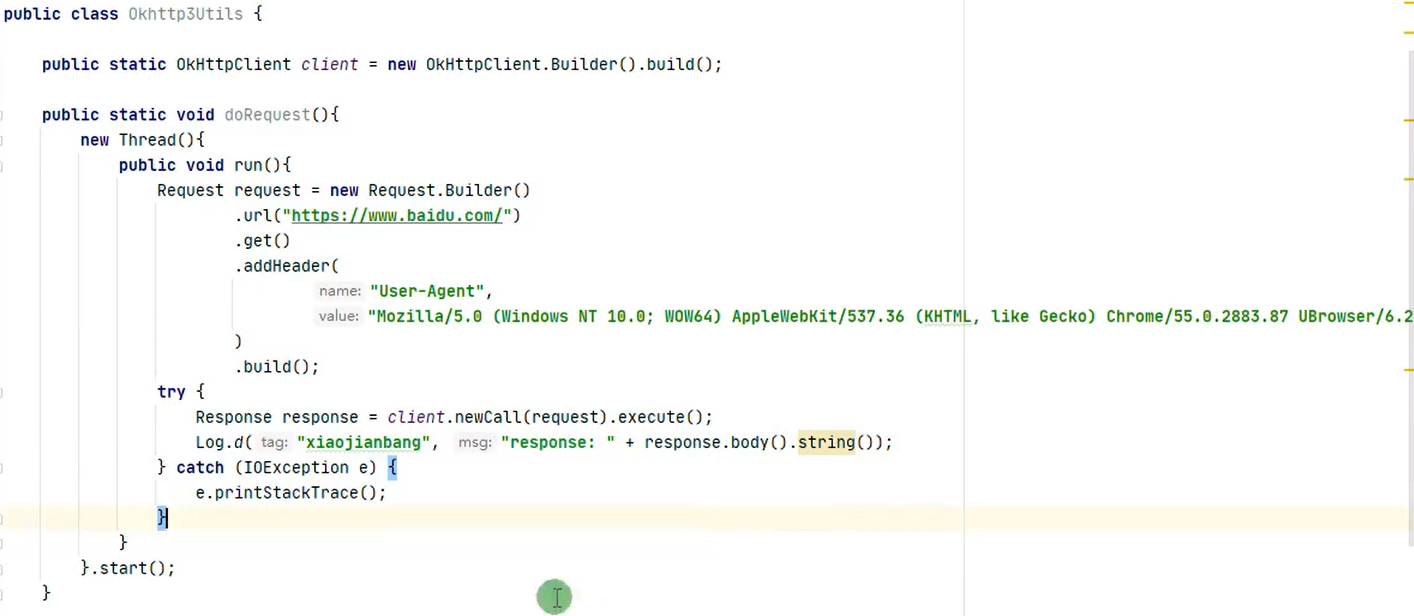 public class Okhttp3Utils {
public static OkHttpClient client = new OkHttpClient.Builder().build();
public static void doRequest(){
new Thread(){
public void run(){
Request request = new Request.Builder()
.url("https://www.baidu.com/")
.get()
.addHeader(
name: "User-Agent",
value: "Mozilla/5.0 (Windows NT 10.0; WOW64) AppleWebKit/537.36 (KHTML, like Gecko) Chrome/55.0.2883.87 UBrowser/6.2
)
.build();
try {
Response response = client.newCall(request).execute();
Log.d( tag: "xiaojianbang", msg: "response: " + response.body().string());
} catch (IOException e) {
e.printStackTrace();
}
}
}.start();
}